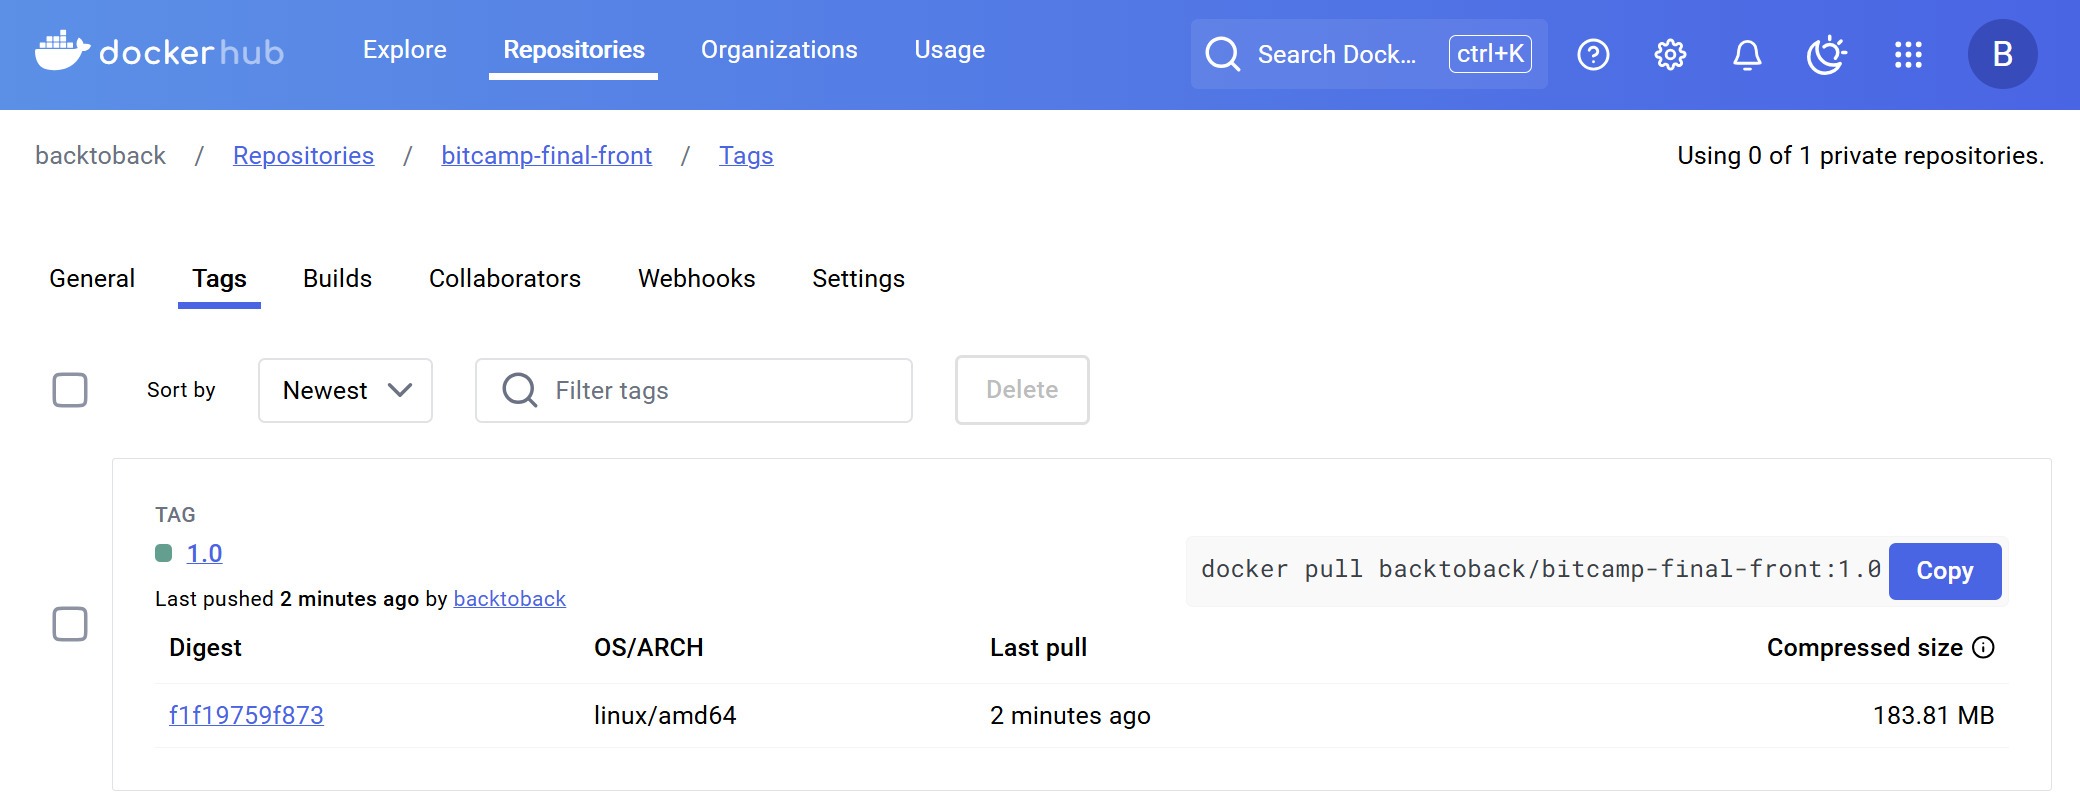 dockerhub Explore Repositories Organizations Usage Search Dock... ctrl+K B
backtoback / Repositories / bitcamp-final-front / Tags Using 0 of 1 private repositories.
General Tags Builds Collaborators Webhooks Settings
Sort by Newest Filter tags Delete
TAG
1.0
docker pull backtoback/bitcamp-final-front:1.0 Copy
Last pushed 2 minutes ago by backtoback
Digest OS/ARCH Last pull Compressed size
f1f19759f873 linux/amd64 2 minutes ago 183.81 MB